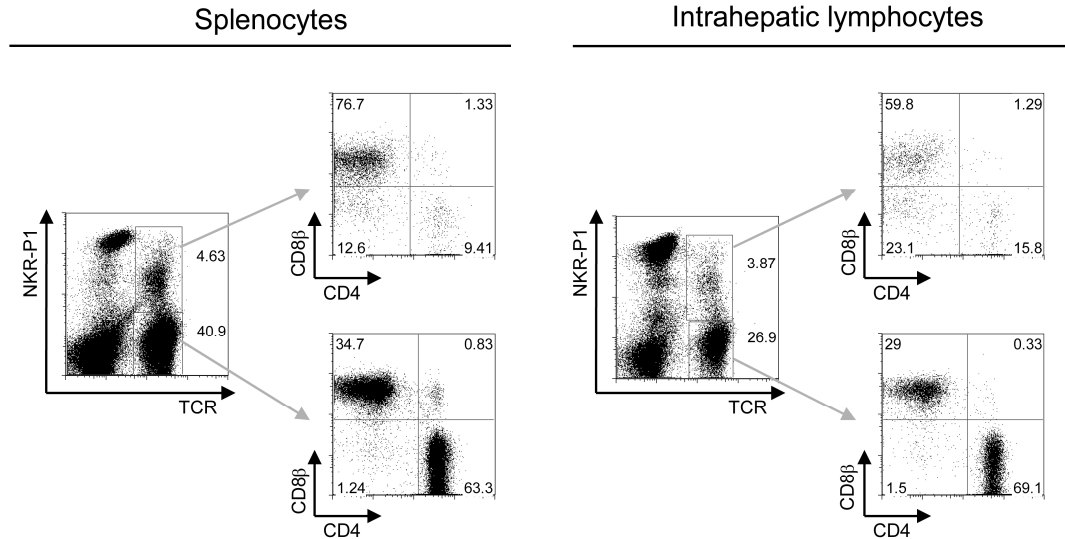 Splenocytes
Intrahepatic lymphocytes
76.7 1.33
12.6 9.41
CD8β
CD4
59.8 1.29
23.1 15.8
CD8β
CD4
NKR-P1
4.63
40.9
TCR
NKR-P1
3.87
26.9
TCR
34.7 0.83
1.24 63.3
CD8β
CD4
29 0.33
1.5 69.1
CD8β
CD4